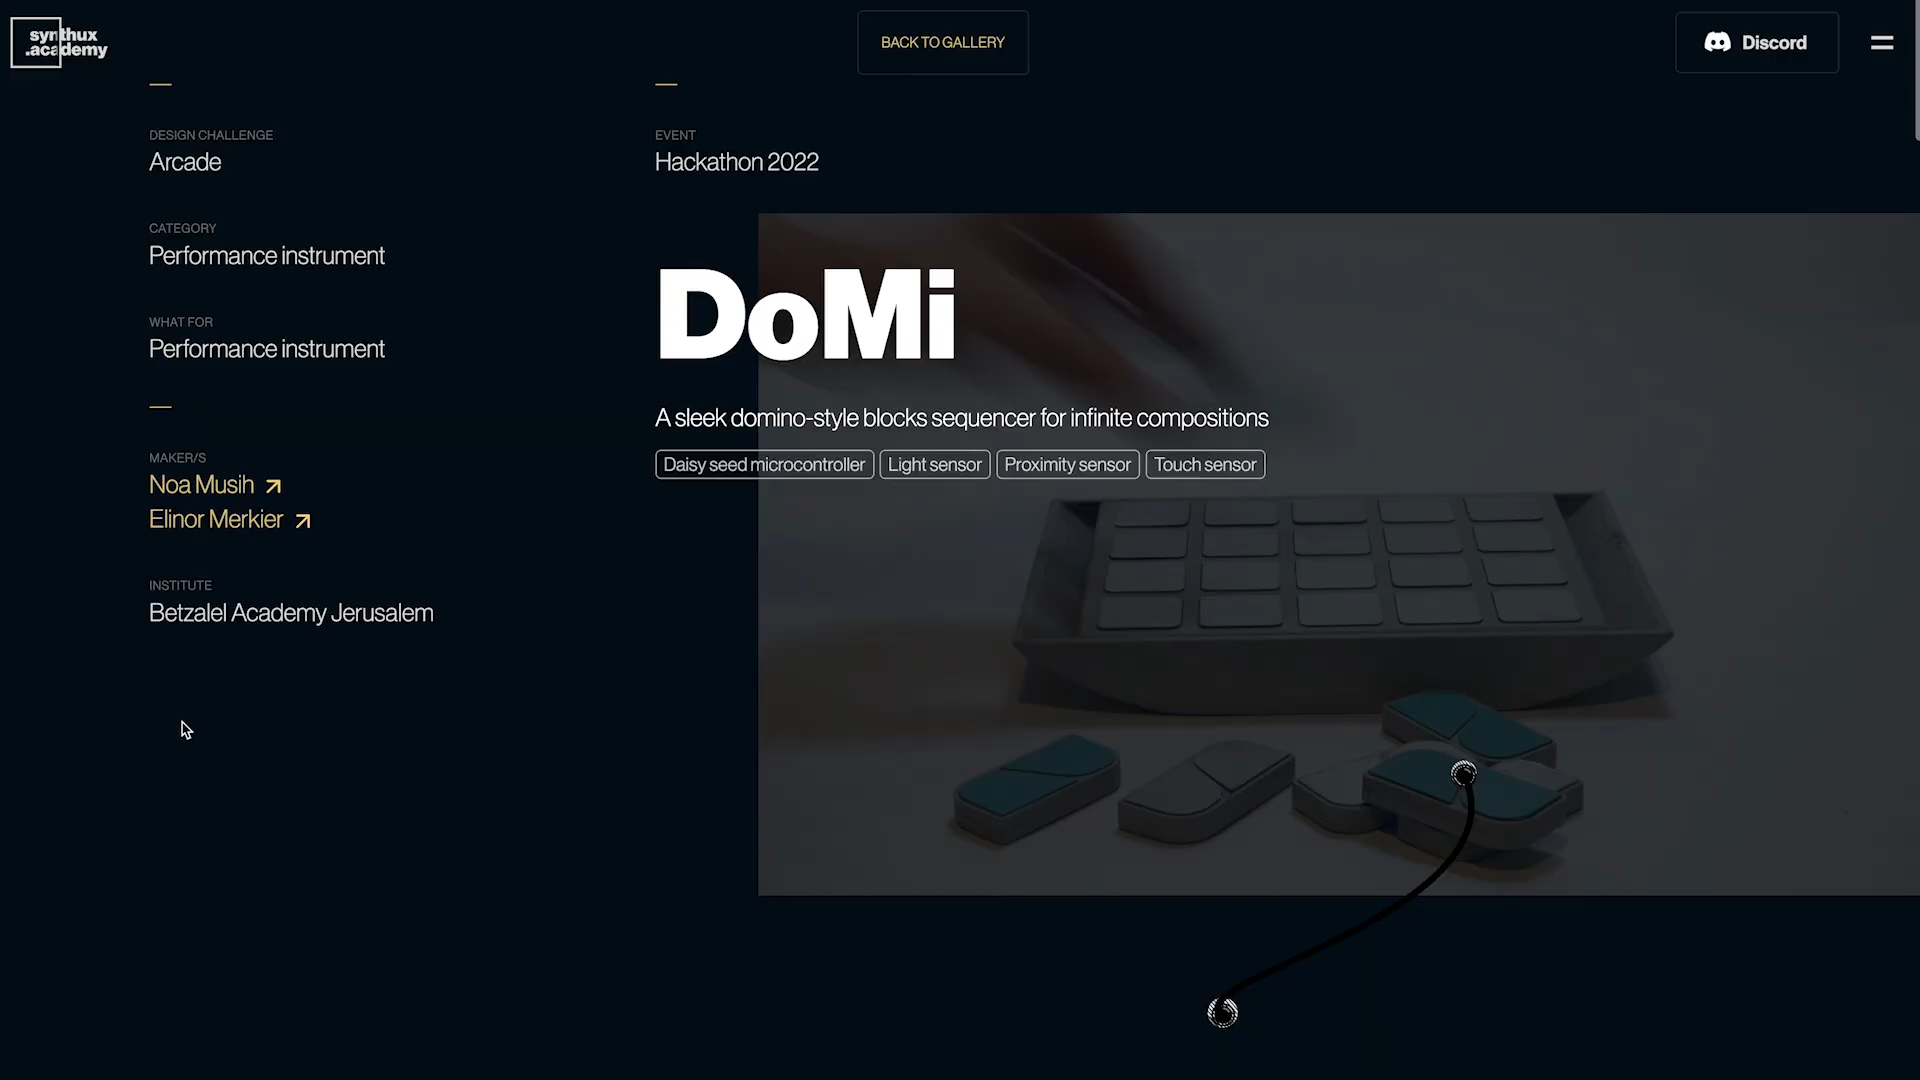 synthux
.academy
BACK TO GALLERY
Discord
DESIGN CHALLENGE
Arcade
CATEGORY
Performance instrument
WHAT FOR
Performance instrument
MAKER/S
Noa Musih
Elinor Merkier
INSTITUTE
Betzalel Academy Jerusalem
EVENT
Hackathon 2022
DoMi
A sleek domino-style blocks sequencer for infinite compositions
Daisy seed microcontroller Light sensor Proximity sensor Touch sensor